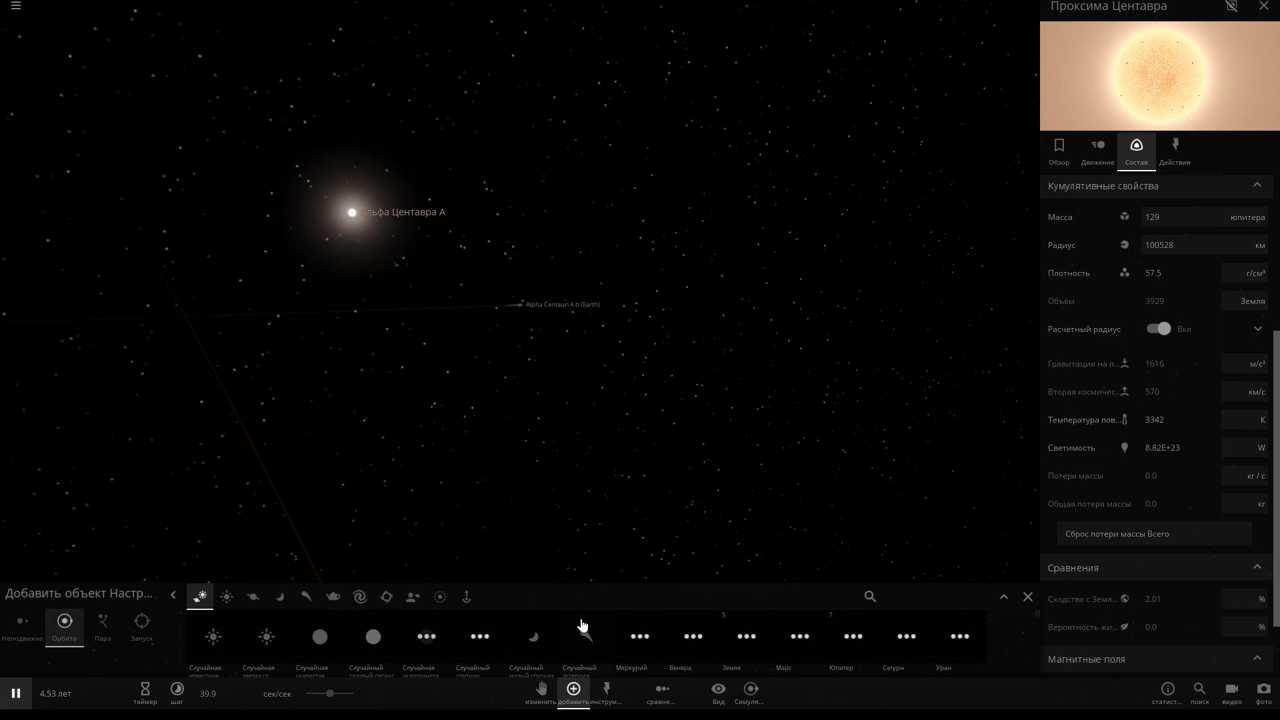 Проксима Центавра
Обзор
Движение
Состав
Действия
Кумулятивные свойства
Масса 129 юпитера
Радиус 100528 км
Плотность 57.5 г/см³
Объём 3929 Земля
Расчетный радиус Вкл
Гравитация на п... 1616 м/с²
Вторая космичес... 570 км/с
Температура пов... 3342 K
Светимость 8.82E+23 W
Потеря массы 0.0 кг / с
Общая потеря массы 0.0 кг
Сброс потери массы Всего
Сравнения
Сходство с Земл... 2.01 %
Вероятность жи... 0.0 %
Магнитные поля
Центавра А
Alpha Centauri A b (Earth)
Добавить объект Настр...
Неподвижно
Орбита
Пара
Запуск
5
7
Случайная
Случайная
Случайная
Случайный
Случайная
Случайный
Случайный
Случайный
Меркурий
Венера
Земля
Марс
Юпитер
Сатурн
Уран
4.53 лет
таймер
шаг
39.9 сек/сек
изменить
добавить
инструм...
сравне...
Вид
Симуля...
статист...
поиск
видео
фото